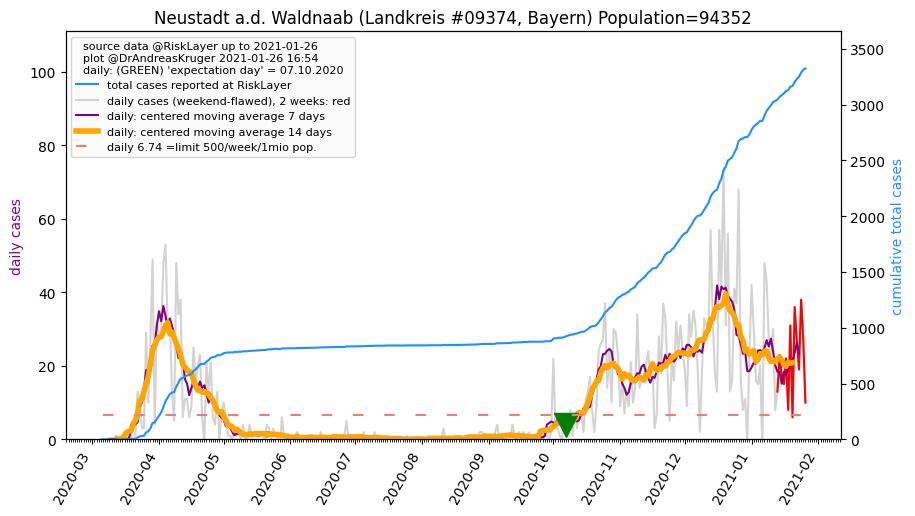 Neustadt a.d. Waldnaab (Landkreis #09374, Bayern) Population=94352
source data @RiskLayer up to 2021-01-26
plot @DrAndreasKruger 2021-01-26 16:54
daily: (GREEN) 'expectation day' = 07.10.2020
total cases reported at RiskLayer
daily cases (weekend-flawed), 2 weeks: red
daily: centered moving average 7 days
daily: centered moving average 14 days
daily 6.74 =limit 500/week/1mio pop.
daily cases
100
80
60
40
20
0
3500
3000
2500
2000
1500
1000
500
0
cumulative total cases
2020-03
2020-04
2020-05
2020-06
2020-07
2020-08
2020-09
2020-10
2020-11
2020-12
2021-01
2021-02